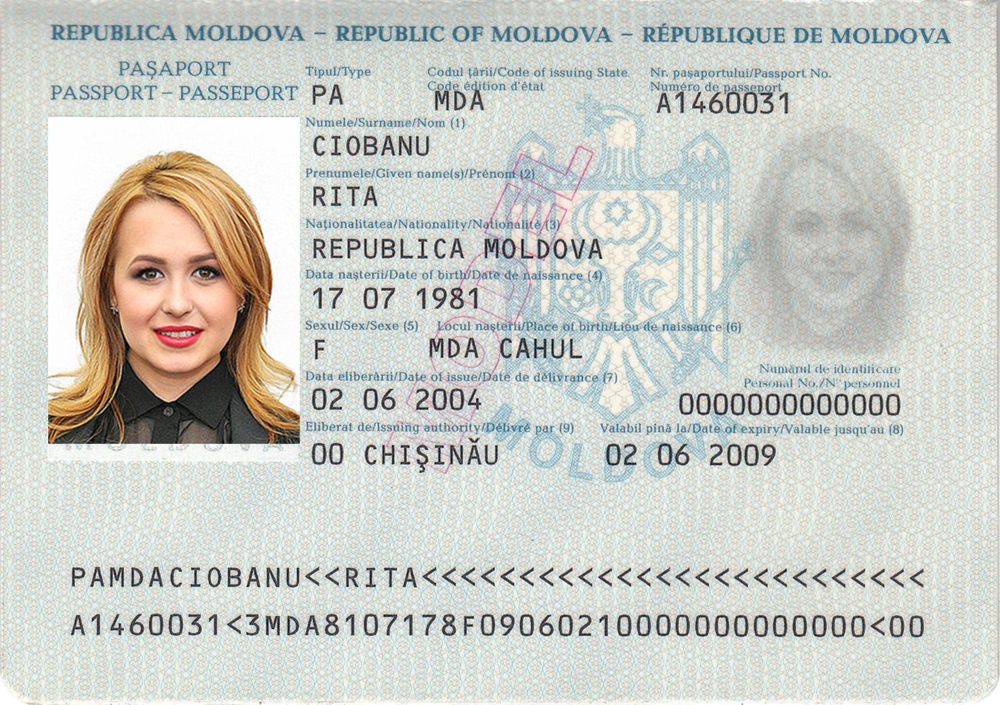 REPUBLICA MOLDOVA – REPUBLIC OF MOLDOVA – RÉPUBLIQUE DE MOLDOVA
PAŞAPORT
PASSPORT – PASSEPORT
Tipul/Type
PA
Codul ţării/Code of issuing State
Code édition d'état
MDA
Nr. paşaportului/Passport No.
Numéro de passeport
A1460031
Numele/Surname/Nom (1)
CIOBANU
Prenumele/Given name(s)/Prénom (2)
RITA
Naţionalitatea/Nationality/Nationalité (3)
REPUBLICA MOLDOVA
Data naşterii/Date of birth/Date de naissance (4)
17 07 1981
Sexul/Sex/Sexe (5)
F
Locul naşterii/Place of birth/Lieu de naissance (6)
MDA CAHUL
Data eliberării/Date of issue/Date de délivrance (7)
02 06 2004
Numărul de identificare
Personal No./N° personnel
0000000000000
Eliberat de/Issuing authority/Délivré par (9)
00 CHIŞINĂU
Valabil pînă la/Date of expiry/Valable jusqu'au (8)
02 06 2009
MODEL
MOLDOVA
MOLDOVA
PAMDACIOBANU<<RITA<<<<<<<<<<<<<<<<<<<<<<<<<<
A1460031<3MDA8107178F09060210000000000000<00